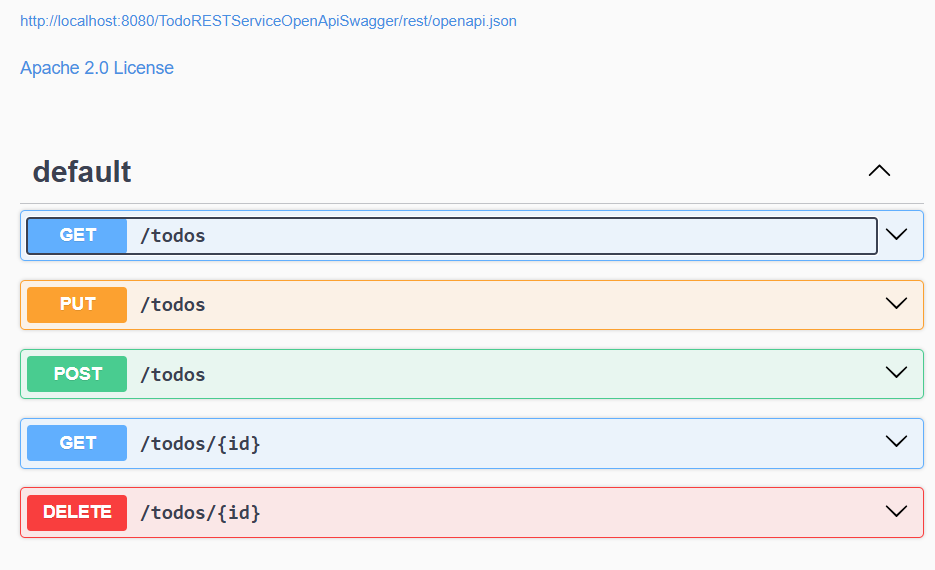 http://localhost:8080/TodoRESTServiceOpenApiSwagger/rest/openapi.json
Apache 2.0 License
default
GET /todos
PUT /todos
POST /todos
GET /todos/{id}
DELETE /todos/{id}